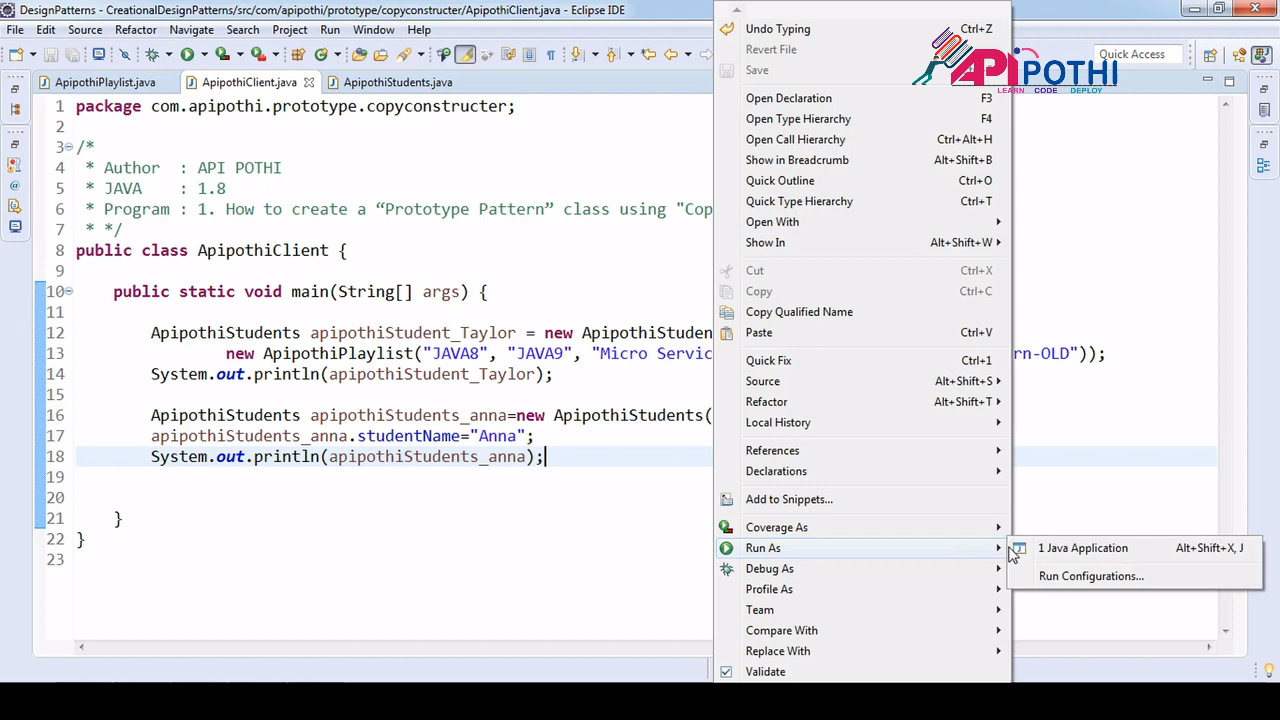 DesignPatterns - CreationalDesignPatterns/src/com/apipothi/prototype/copyconstructer/ApipothiClient.java - Eclipse IDE
File Edit Source Refactor Navigate Search Project Run Window Help
Quick Access
ApipothiPlaylist.java ApipothiClient.java ApipothiStudents.java
APIPOTHI
LEARN CODE DEPLOY
1 package com.apipothi.prototype.copyconstructer;
2
3 /*
4 * Author : API POTHI
5 * JAVA : 1.8
6 * Program : 1. How to create a “Prototype Pattern” class using "Cop
7 * */
8 public class ApipothiClient {
9
10 public static void main(String[] args) {
11
12 ApipothiStudents apipothiStudent_Taylor = new ApipothiStuden
13 new ApipothiPlaylist("JAVA8", "JAVA9", "Micro Servic rn-OLD"));
14 System.out.println(apipothiStudent_Taylor);
15
16 ApipothiStudents apipothiStudents_anna=new ApipothiStudents(
17 apipothiStudents_anna.studentName="Anna";
18 System.out.println(apipothiStudents_anna);
19
20
21 }
22 }
23
Undo Typing Ctrl+Z
Revert File
Save
Open Declaration F3
Open Type Hierarchy F4
Open Call Hierarchy Ctrl+Alt+H
Show in Breadcrumb Alt+Shift+B
Quick Outline Ctrl+O
Quick Type Hierarchy Ctrl+T
Open With
Show In Alt+Shift+W
Cut Ctrl+X
Copy Ctrl+C
Copy Qualified Name
Paste Ctrl+V
Quick Fix Ctrl+1
Source Alt+Shift+S
Refactor Alt+Shift+T
Local History
References
Declarations
Add to Snippets...
Coverage As
Run As
Debug As
Profile As
Team
Compare With
Replace With
Validate
1 Java Application Alt+Shift+X, J
Run Configurations...